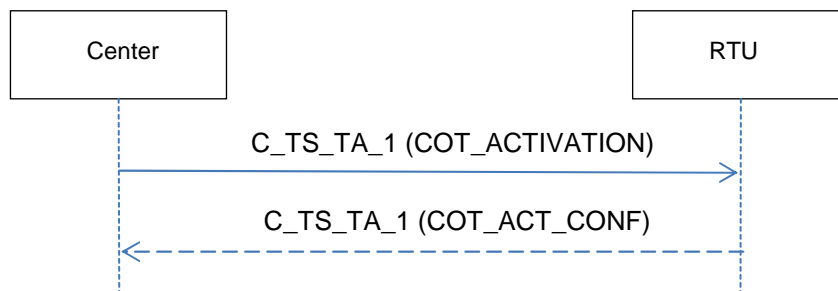 Center
RTU
C_TS_TA_1 (COT_ACTIVATION)
C_TS_TA_1 (COT_ACT_CONF)